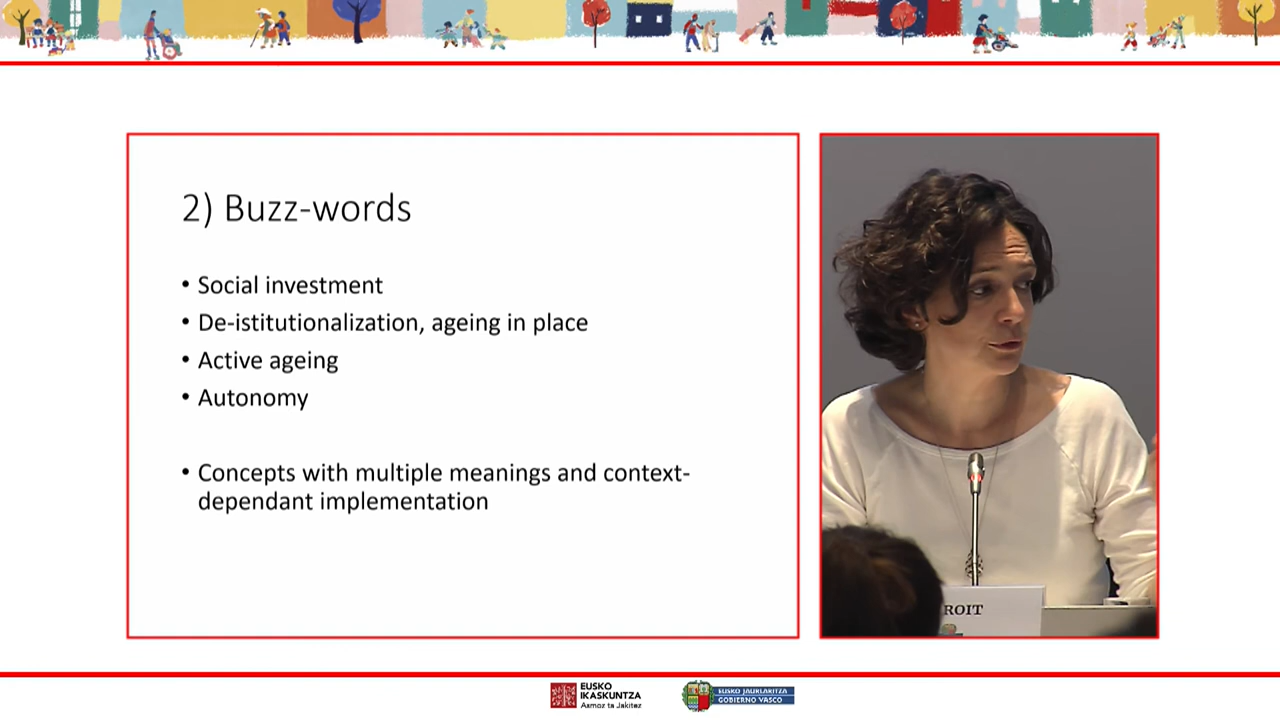 2) Buzz-words
• Social investment
• De-istitutionalization, ageing in place
• Active ageing
• Autonomy
• Concepts with multiple meanings and context-
dependant implementation
ROIT
EUSKO
IKASKUNTZA
Asmoz ta Jakitez
EUSKO JAURLARITZA
GOBIERNO VASCO